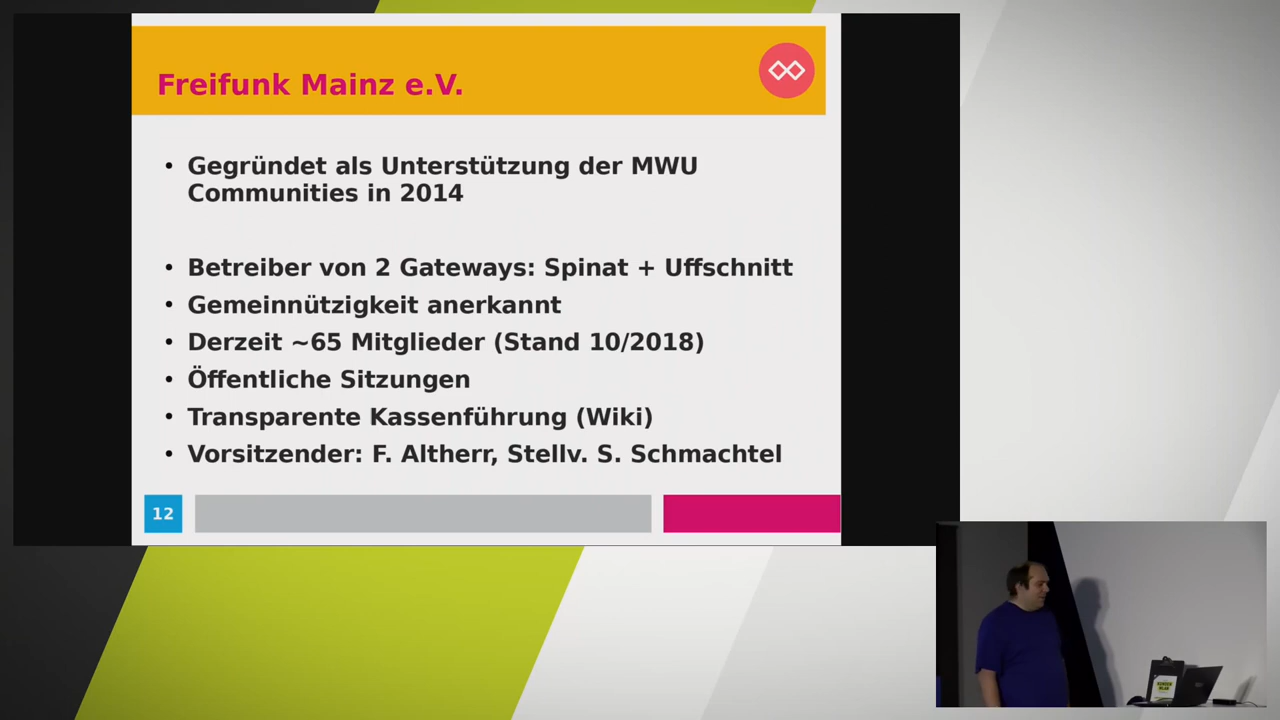 Freifunk Mainz e.V.
• Gegründet als Unterstützung der MWU
Communities in 2014
• Betreiber von 2 Gateways: Spinat + Uffschnitt
• Gemeinnützigkeit anerkannt
• Derzeit ~65 Mitglieder (Stand 10/2018)
• Öffentliche Sitzungen
• Transparente Kassenführung (Wiki)
• Vorsitzender: F. Altherr, Stellv. S. Schmachtel
12